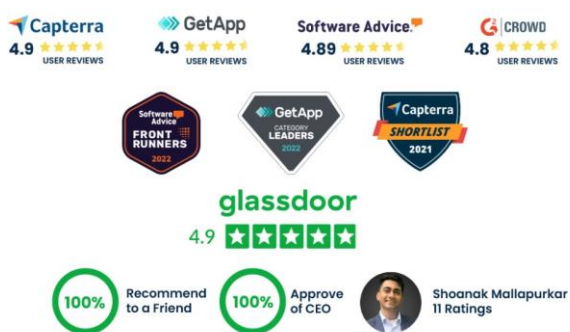 Capterra
4.9
USER REVIEWS
GetApp
4.9
USER REVIEWS
Software Advice.
4.89
USER REVIEWS
G2 CROWD
4.8
USER REVIEWS
Software
Advice
FRONT
RUNNERS
2022
GetApp
CATEGORY
LEADERS
2022
Capterra
SHORTLIST
2021
glassdoor
4.9
100%
Recommend
to a Friend
100%
Approve
of CEO
Shoanak Mallapurkar
11 Ratings